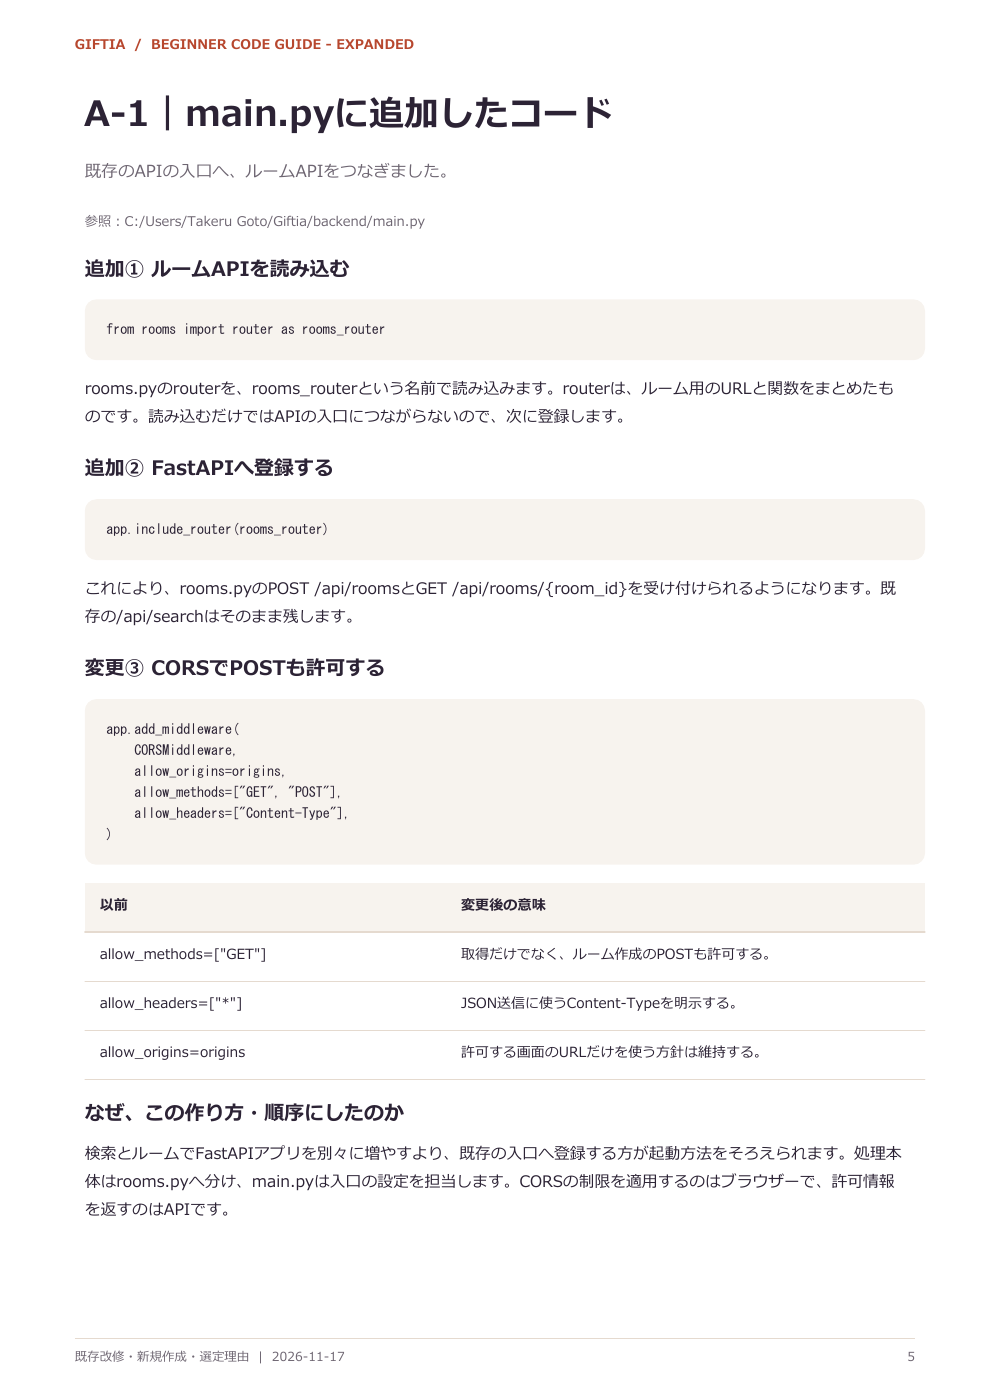 GIFTIA / BEGINNER CODE GUIDE - EXPANDED
A-1｜main.pyに追加したコード
既存のAPIの入口へ、ルームAPIをつなぎました。
参照：C:/Users/Takeru Goto/Giftia/backend/main.py
追加① ルームAPIを読み込む
from rooms import router as rooms_router
rooms.pyのrouterを、rooms_routerという名前で読み込みます。routerは、ルーム用のURLと関数をまとめたも
のです。読み込むだけではAPIの入口につながらないので、次に登録します。
追加② FastAPIへ登録する
app.include_router(rooms_router)
これにより、rooms.pyのPOST /api/roomsとGET /api/rooms/{room_id}を受け付けられるようになります。既
存の/api/searchはそのまま残します。
変更③ CORSでPOSTも許可する
app.add_middleware(
    CORSMiddleware,
    allow_origins=origins,
    allow_methods=["GET", "POST"],
    allow_headers=["Content-Type"],
)
以前 変更後の意味
allow_methods=["GET"] 取得だけでなく、ルーム作成のPOSTも許可する。
allow_headers=["*"] JSON送信に使うContent-Typeを明示する。
allow_origins=origins 許可する画面のURLだけを使う方針は維持する。
なぜ、この作り方・順序にしたのか
検索とルームでFastAPIアプリを別々に増やすより、既存の入口へ登録する方が起動方法をそろえられます。処理本
体はrooms.pyへ分け、main.pyは入口の設定を担当します。CORSの制限を適用するのはブラウザーで、許可情報
を返すのはAPIです。
既存改修・新規作成・選定理由 | 2026-11-17 5